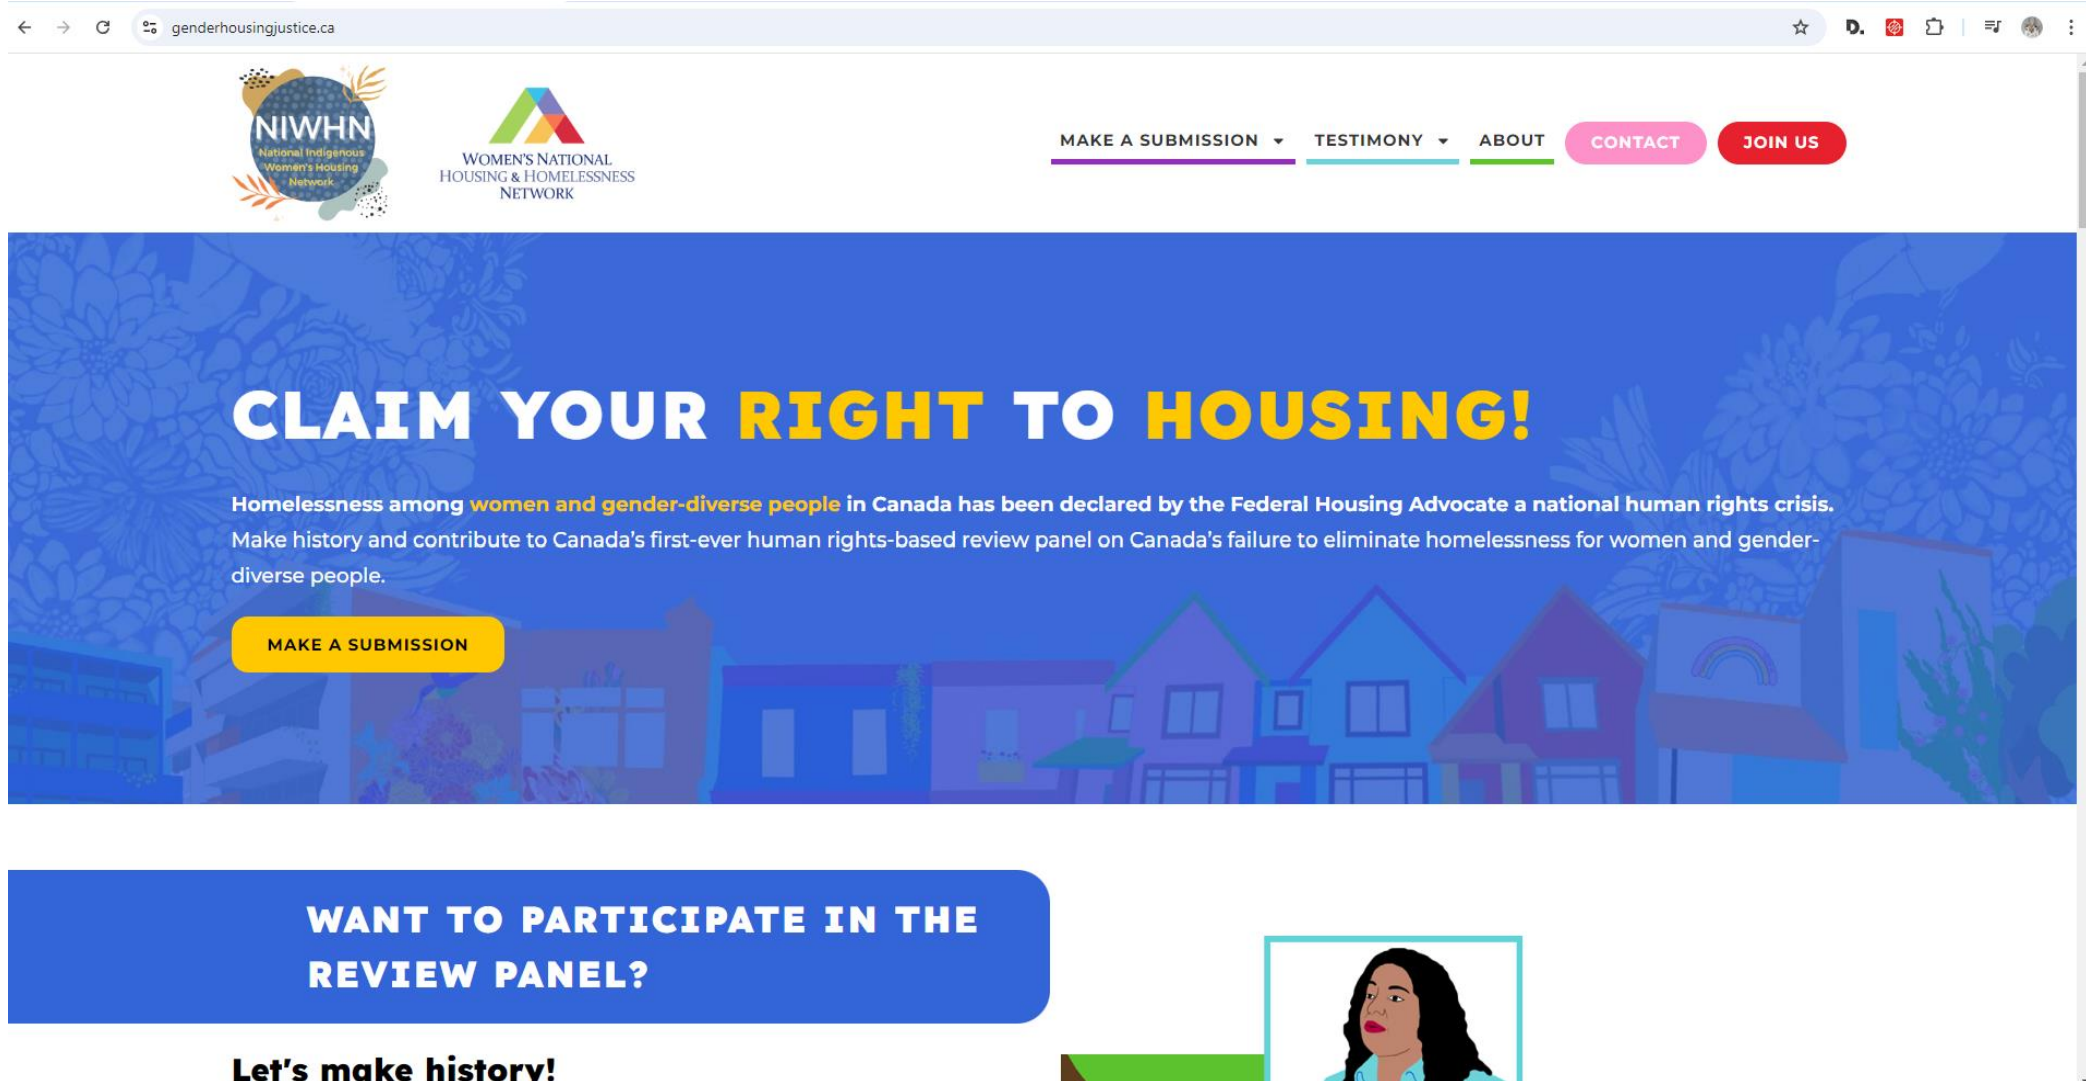 genderhousingjustice.ca
D.
NIWHN
National Indigenous
Women's Housing
Network
WOMEN'S NATIONAL
HOUSING & HOMELESSNESS
NETWORK
MAKE A SUBMISSION
TESTIMONY
ABOUT
CONTACT
JOIN US
CLAIM YOUR RIGHT TO HOUSING!
Homelessness among women and gender-diverse people in Canada has been declared by the Federal Housing Advocate a national human rights crisis.
Make history and contribute to Canada's first-ever human rights-based review panel on Canada's failure to eliminate homelessness for women and gender-
diverse people.
MAKE A SUBMISSION
WANT TO PARTICIPATE IN THE
REVIEW PANEL?
Let's make history!